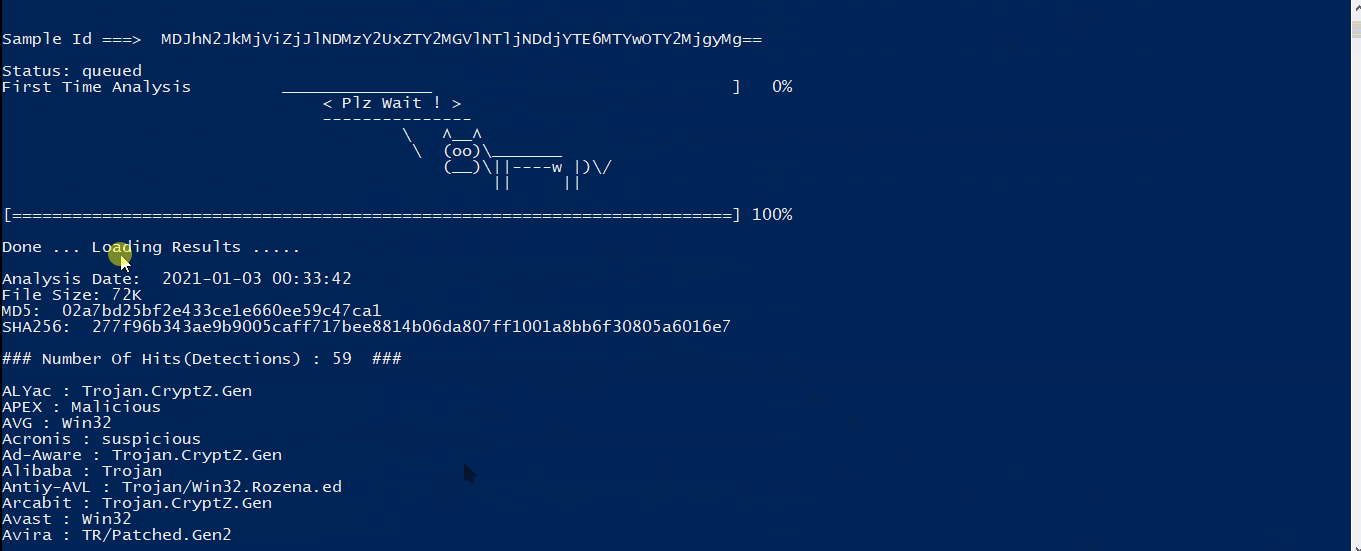 Sample Id ===>  MDJhN2JkMjViZjJlNDMzY2UxZTY2MGVlNTljNDdjYTE6MTYwOTY2MjgyMg==
Status: queued
First Time Analysis         _______________                              ]   0%
< Plz Wait ! >
---------------
\   ^__^
\  (oo)\_______
(__)\||----w |)\/
||     ||
[========================================================================] 100%
Done ... Loading Results .....
Analysis Date:  2021-01-03 00:33:42
File Size: 72K
MD5:  02a7bd25bf2e433ce1e660ee59c47ca1
SHA256:  277f96b343ae9b9005caff717bee8814b06da807ff1001a8bb6f30805a6016e7
### Number Of Hits(Detections) : 59  ###
ALYac : Trojan.CryptZ.Gen
APEX : Malicious
AVG : Win32
Acronis : suspicious
Ad-Aware : Trojan.CryptZ.Gen
Alibaba : Trojan
Antiy-AVL : Trojan/Win32.Rozena.ed
Arcabit : Trojan.CryptZ.Gen
Avast : Win32
Avira : TR/Patched.Gen2